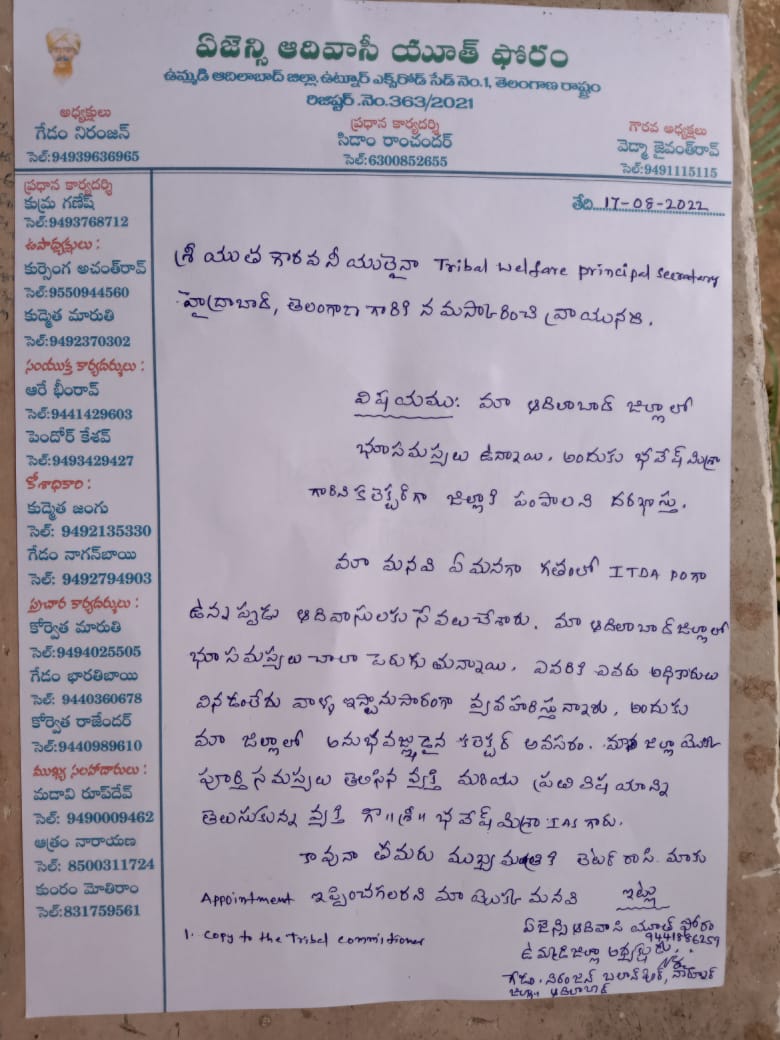 ఏజెన్సి ఆదివాసీ యూత్ ఫోరం
ఉమ్మడి ఆదిలాబాద్ జిల్లా, ఉట్నూర్ ఎక్స్‌రోడ్ సేడ్ నెం.1, తెలంగాణ రాష్ట్రం
రిజిష్టర్ .నెం.363/2021
అధ్యక్షులు
గేడం నిరంజన్
సెల్:94939636965
ప్రధాన కార్యదర్శి
సిడాం రాంచందర్
సెల్:6300852655
గౌరవ అధ్యక్షులు
వెడ్మా జైవంత్‌రావ్
సెల్:9491115115
ప్రధాన కార్యదర్శి
కుమ్ర గణేష్
సెల్:9493768712
ఉపాధ్యక్షులు :
కుర్సెంగ అచంత్‌రావ్
సెల్:9550944560
కుద్మెత మారుతి
సెల్:9492370302
సంయుక్త కార్యదర్శులు :
ఆరే భీంరావ్
సెల్:9441429603
పెందోర్ కేశవ్
సెల్:9493429427
కోశాధికారి :
కుద్మెత జంగు
సెల్: 9492135330
గేడం నాగన్‌బాయి
సెల్: 9492794903
ప్రచార కార్యదర్శులు :
కోర్వెత మారుతి
సెల్: 9494025505
గేడం భారతిబాయి
సెల్: 9440360678
కోర్వెత రాజేందర్
సెల్:9440989610
ముఖ్య సలహాదారులు :
మడావి రూప్‌దేవ్
సెల్: 9490009462
ఆత్రం నారాయణ
సెల్: 8500311724
కుంరం మోతిరాం
సెల్:831759561
తేది 17-08-2022
శ్రీ యుత గౌరవనీయులైనా Tribal welfare principal secretary
హైద్రాబాద్, తెలంగాణ గారికి నమస్కరించి వ్రాయునది.
విషయము: మా ఆదిలాబాద్ జిల్లాలో
భూసమస్యలు ఉన్నాయి. అందుకు భవేష్ మిశ్రా
గారిని కలెక్టర్‌గా జిల్లాకి పంపాలని దరఖాస్తు.
మా మనవి ఏమనగా గతంలో ITDA POగా
ఉన్నప్పుడు ఆదివాసులకు సేవలు చేశారు. మా ఆదిలాబాద్ జిల్లాలో
భూసమస్యలు చాలా పెరుగుతున్నాయి. ఎవరికి ఎవరు అధికారులు
వినడంలేదు వాళ్ళ ఇస్టానుసారంగా వ్యవహరిస్తున్నారు, అందుకు
మా జిల్లాలో అనుభవజ్ఞుడైన కలెక్టర్ అవసరం. మా జిల్లా మొక్క
పూర్తి సమస్యలు తెలిసిన వ్యక్తి మరియు ప్రతి విషయాన్ని
తెలుసుకున్న వ్యక్తి గౌ॥శ్రీ॥ భవేష్ మిశ్రా IAS గారు.
కావునా తమరు ముఖ్యమంత్రికి లెటర్ రాసి మాకు
Appointment ఇప్పించగలరని మా మొక్క మనవి ఇట్లు
1. copy to the Tribal commistioner
ఏజెన్సి ఆదివాసి యూత్ ఫోరం
9441886259
ఉమ్మడి జిల్లా అధ్యక్షుడు
గేడం. నిరంజన్
జిల్లా ఆదిలాబాద్